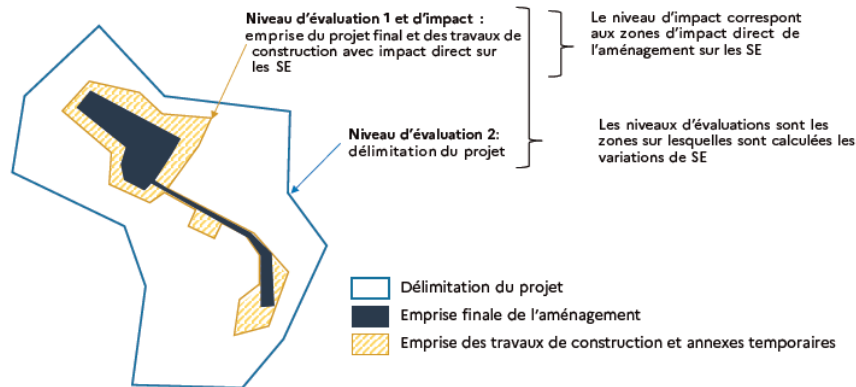 Niveau d'évaluation 1 et d'impact :
emprise du projet final et des travaux de
construction avec impact direct sur
les SE
Le niveau d'impact correspont
aux zones d'impact direct de
l'aménagement sur les SE
Niveau d'évaluation 2:
délimitation du projet
Les niveaux d'évaluations sont les
zones sur lesquelles sont calculées les
variations de SE
Délimitation du projet
Emprise finale de l'aménagement
Emprise des travaux de construction et annexes temporaires